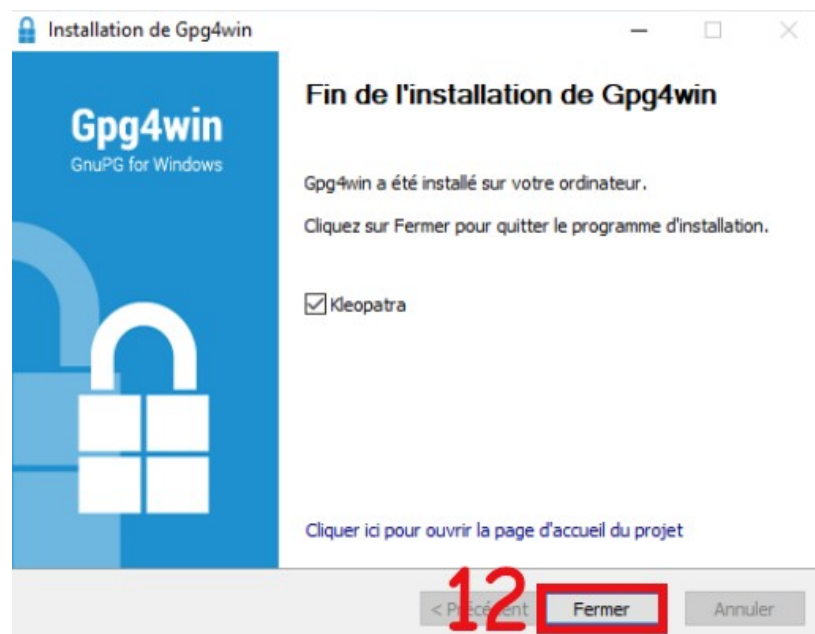 Installation de Gpg4win
Gpg4win
GnuPG for Windows
Fin de l'installation de Gpg4win
Gpg4win a été installé sur votre ordinateur.
Cliquez sur Fermer pour quitter le programme d'installation.
Kleopatra
Cliquer ici pour ouvrir la page d'accueil du projet
12
< Précédent Fermer Annuler